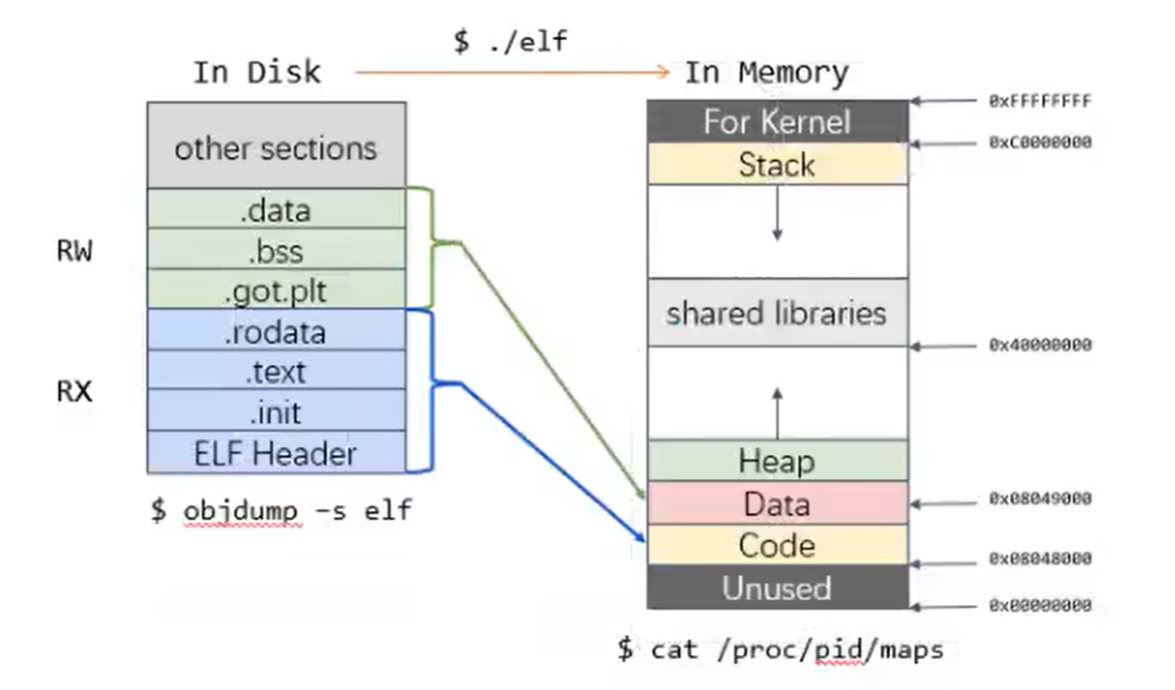 $ ./elf
In Disk
In Memory
other sections
.data
.bss
.got.plt
.rodata
.text
.init
ELF Header
RW
RX
$ objdump -s elf
For Kernel
Stack
shared libraries
Heap
Data
Code
Unused
0xFFFFFFFF
0xC0000000
0x40000000
0x08049000
0x08048000
0x00000000
$ cat /proc/pid/maps